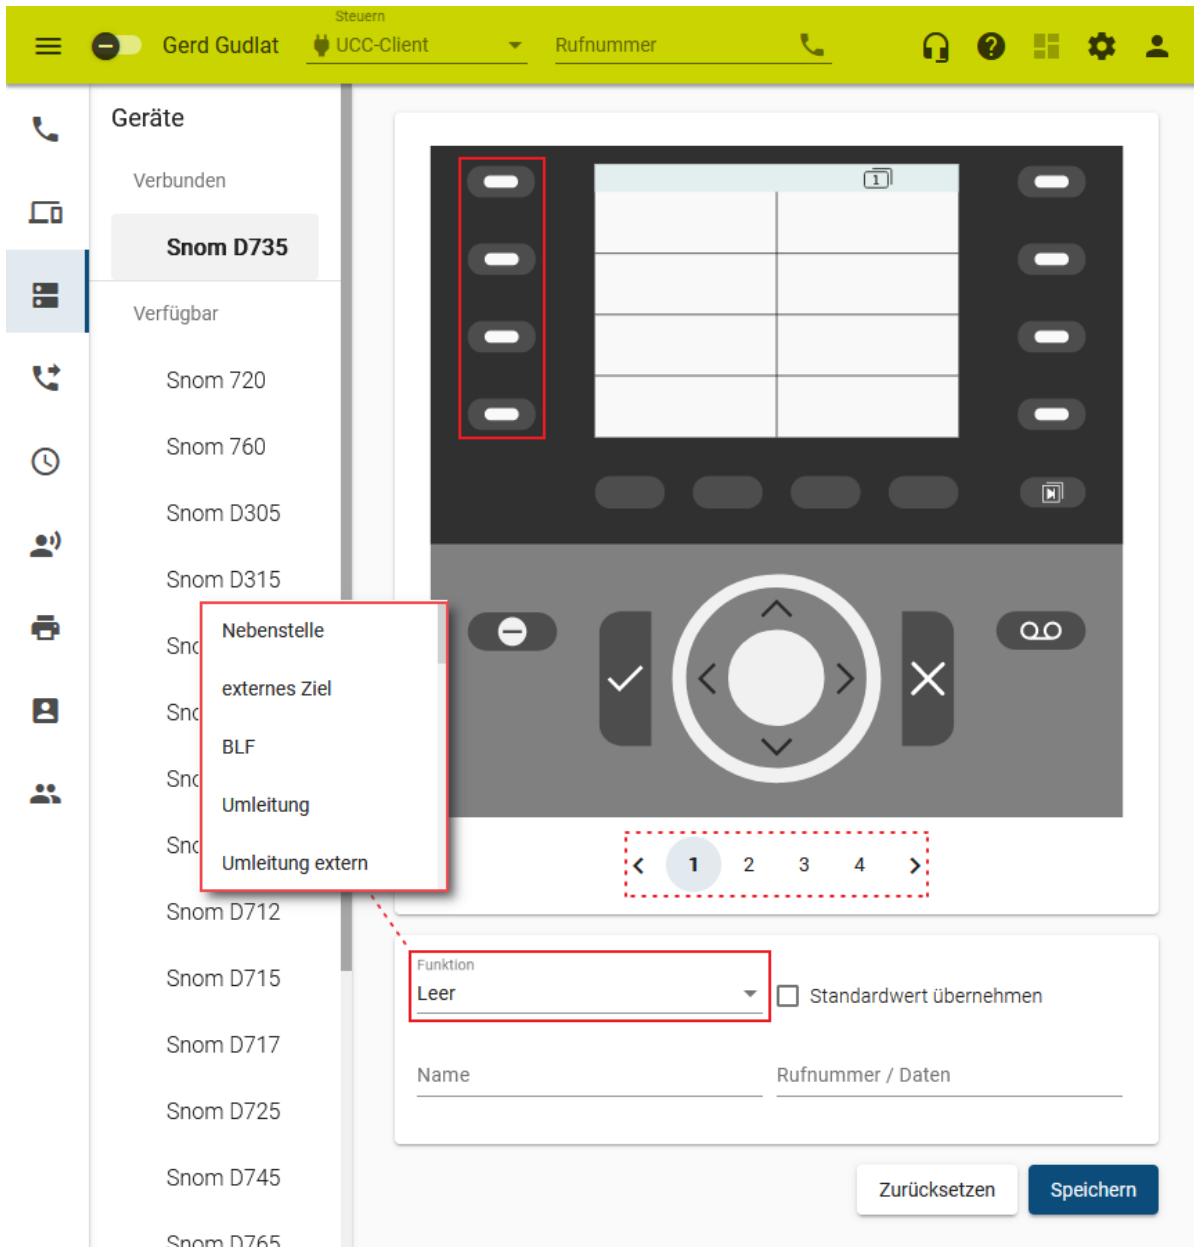 Steuern
Gerd Gudlat
UCC-Client
Rufnummer
Geräte
Verbunden
Snom D735
Verfügbar
Snom 720
Snom 760
Snom D305
Snom D315
Nebenstelle
externes Ziel
BLF
Umleitung
Umleitung extern
Snom D712
Snom D715
Snom D717
Snom D725
Snom D745
Snom D765
1
1 2 3 4
Funktion
Leer
Standardwert übernehmen
Name
Rufnummer / Daten
Zurücksetzen
Speichern